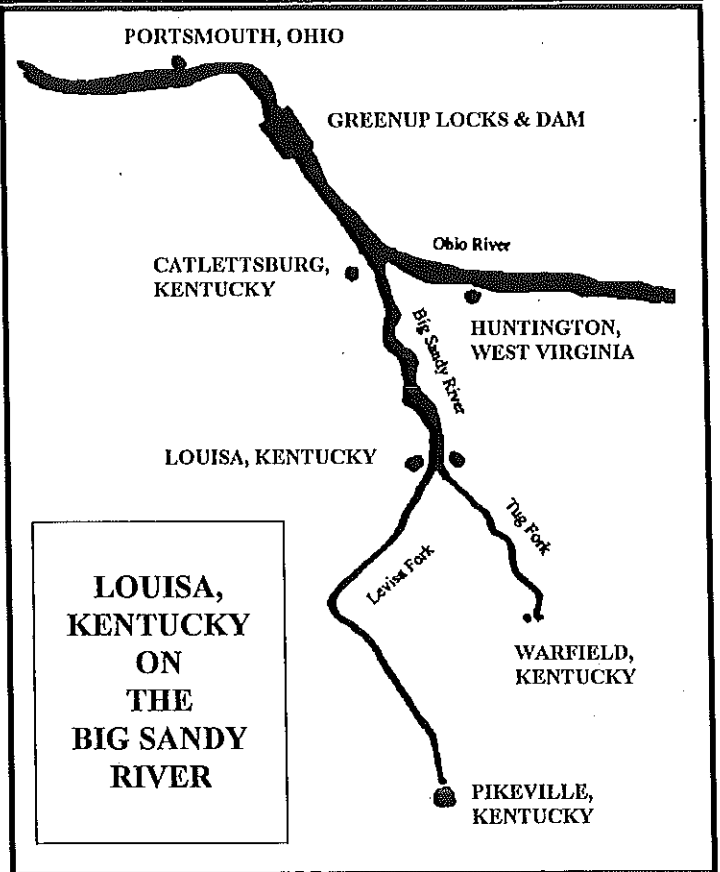 PORTSMOUTH, OHIO
GREENUP LOCKS & DAM
Ohio River
CATLETTSBURG,
KENTUCKY
HUNTINGTON,
WEST VIRGINIA
Big Sandy River
LOUISA, KENTUCKY
Tug Fork
Levisa Fork
LOUISA,
KENTUCKY
ON
THE
BIG SANDY
RIVER
WARFIELD,
KENTUCKY
PIKEVILLE,
KENTUCKY